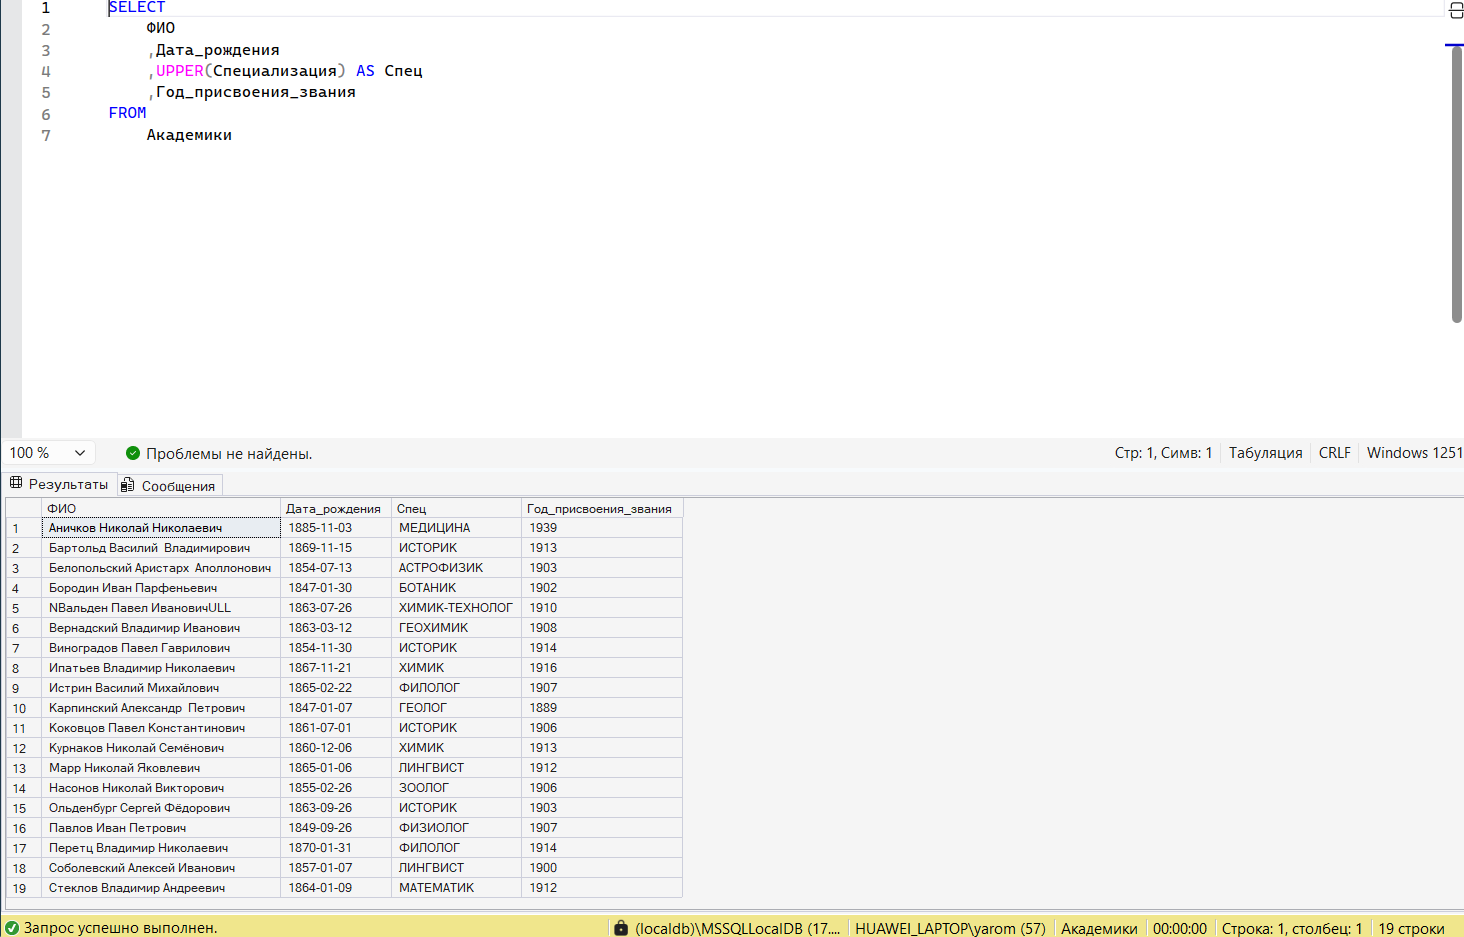 1 SELECT
2 ФИО
3 ,Дата_рождения
4 ,UPPER(Специализация) AS Спец
5 ,Год_присвоения_звания
6 FROM
7 Академики
100 % Проблемы не найдены. Стр: 1, Симв: 1 Табуляция CRLF Windows 1251
Результаты Сообщения
ФИО Дата_рождения Спец Год_присвоения_звания
1 Аничков Николай Николаевич 1885-11-03 МЕДИЦИНА 1939
2 Бартольд Василий  Владимирович 1869-11-15 ИСТОРИК 1913
3 Белопольский Аристарх  Аполлонович 1854-07-13 АСТРОФИЗИК 1903
4 Бородин Иван Парфеньевич 1847-01-30 БОТАНИК 1902
5 NВальден Павел ИвановичULL 1863-07-26 ХИМИК-ТЕХНОЛОГ 1910
6 Вернадский Владимир Иванович 1863-03-12 ГЕОХИМИК 1908
7 Виноградов Павел Гаврилович 1854-11-30 ИСТОРИК 1914
8 Ипатьев Владимир Николаевич 1867-11-21 ХИМИК 1916
9 Истрин Василий Михайлович 1865-02-22 ФИЛОЛОГ 1907
10 Карпинский Александр  Петрович 1847-01-07 ГЕОЛОГ 1889
11 Коковцов Павел Константинович 1861-07-01 ИСТОРИК 1906
12 Курнаков Николай Семёнович 1860-12-06 ХИМИК 1913
13 Марр Николай Яковлевич 1865-01-06 ЛИНГВИСТ 1912
14 Насонов Николай Викторович 1855-02-26 ЗООЛОГ 1906
15 Ольденбург Сергей Фёдорович 1863-09-26 ИСТОРИК 1903
16 Павлов Иван Петрович 1849-09-26 ФИЗИОЛОГ 1907
17 Перетц Владимир Николаевич 1870-01-31 ФИЛОЛОГ 1914
18 Соболевский Алексей Иванович 1857-01-07 ЛИНГВИСТ 1900
19 Стеклов Владимир Андреевич 1864-01-09 МАТЕМАТИК 1912
Запрос успешно выполнен. (localdb)\MSSQLLocalDB (17.... HUAWEI_LAPTOP\yarom (57) Академики 00:00:00 Строка: 1, столбец: 1 19 строки